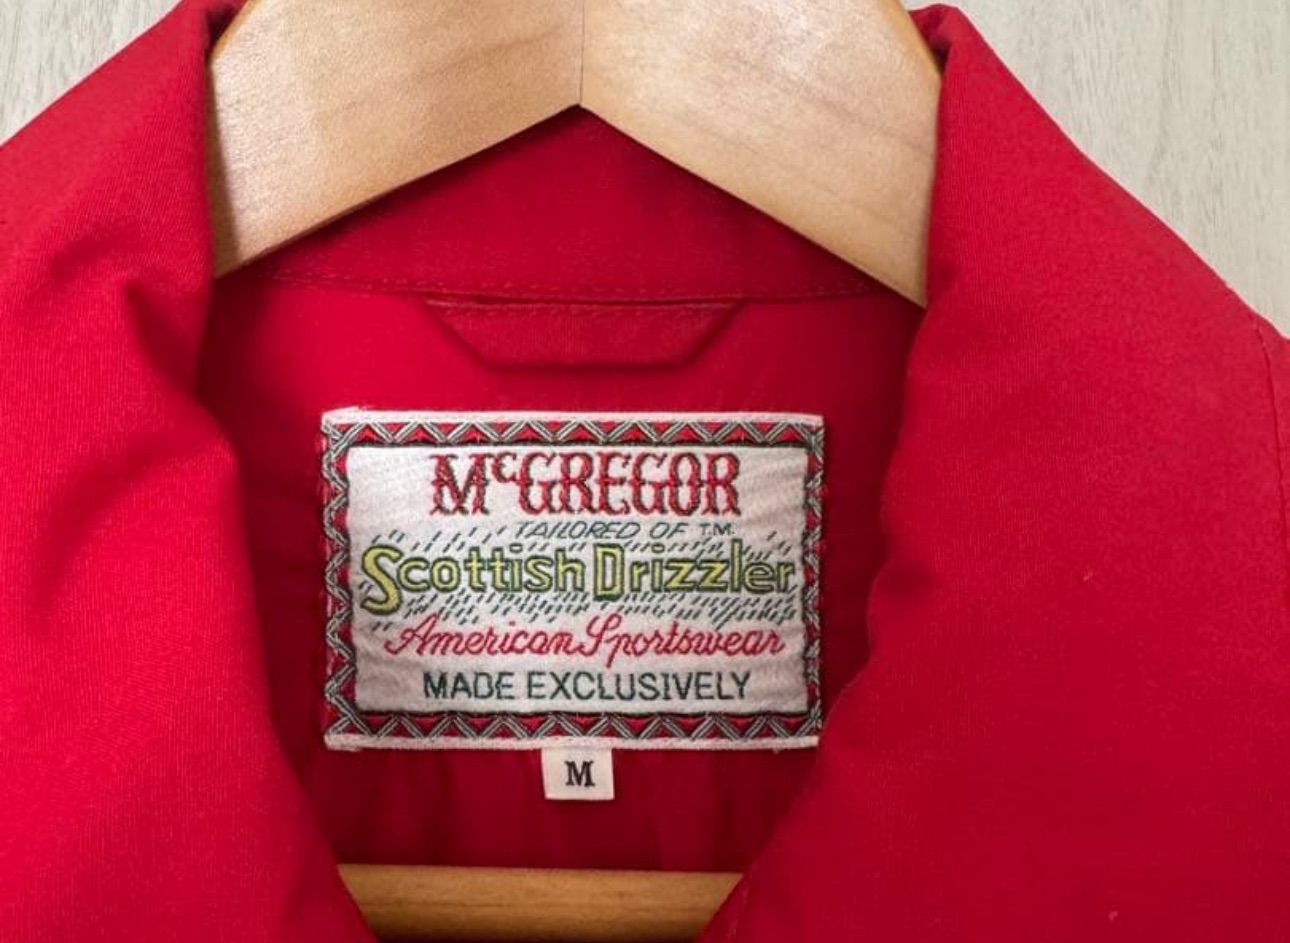 McGREGOR
TAILORED OF T.M.
Scottish Drizzler
American Sportswear
MADE EXCLUSIVELY
M